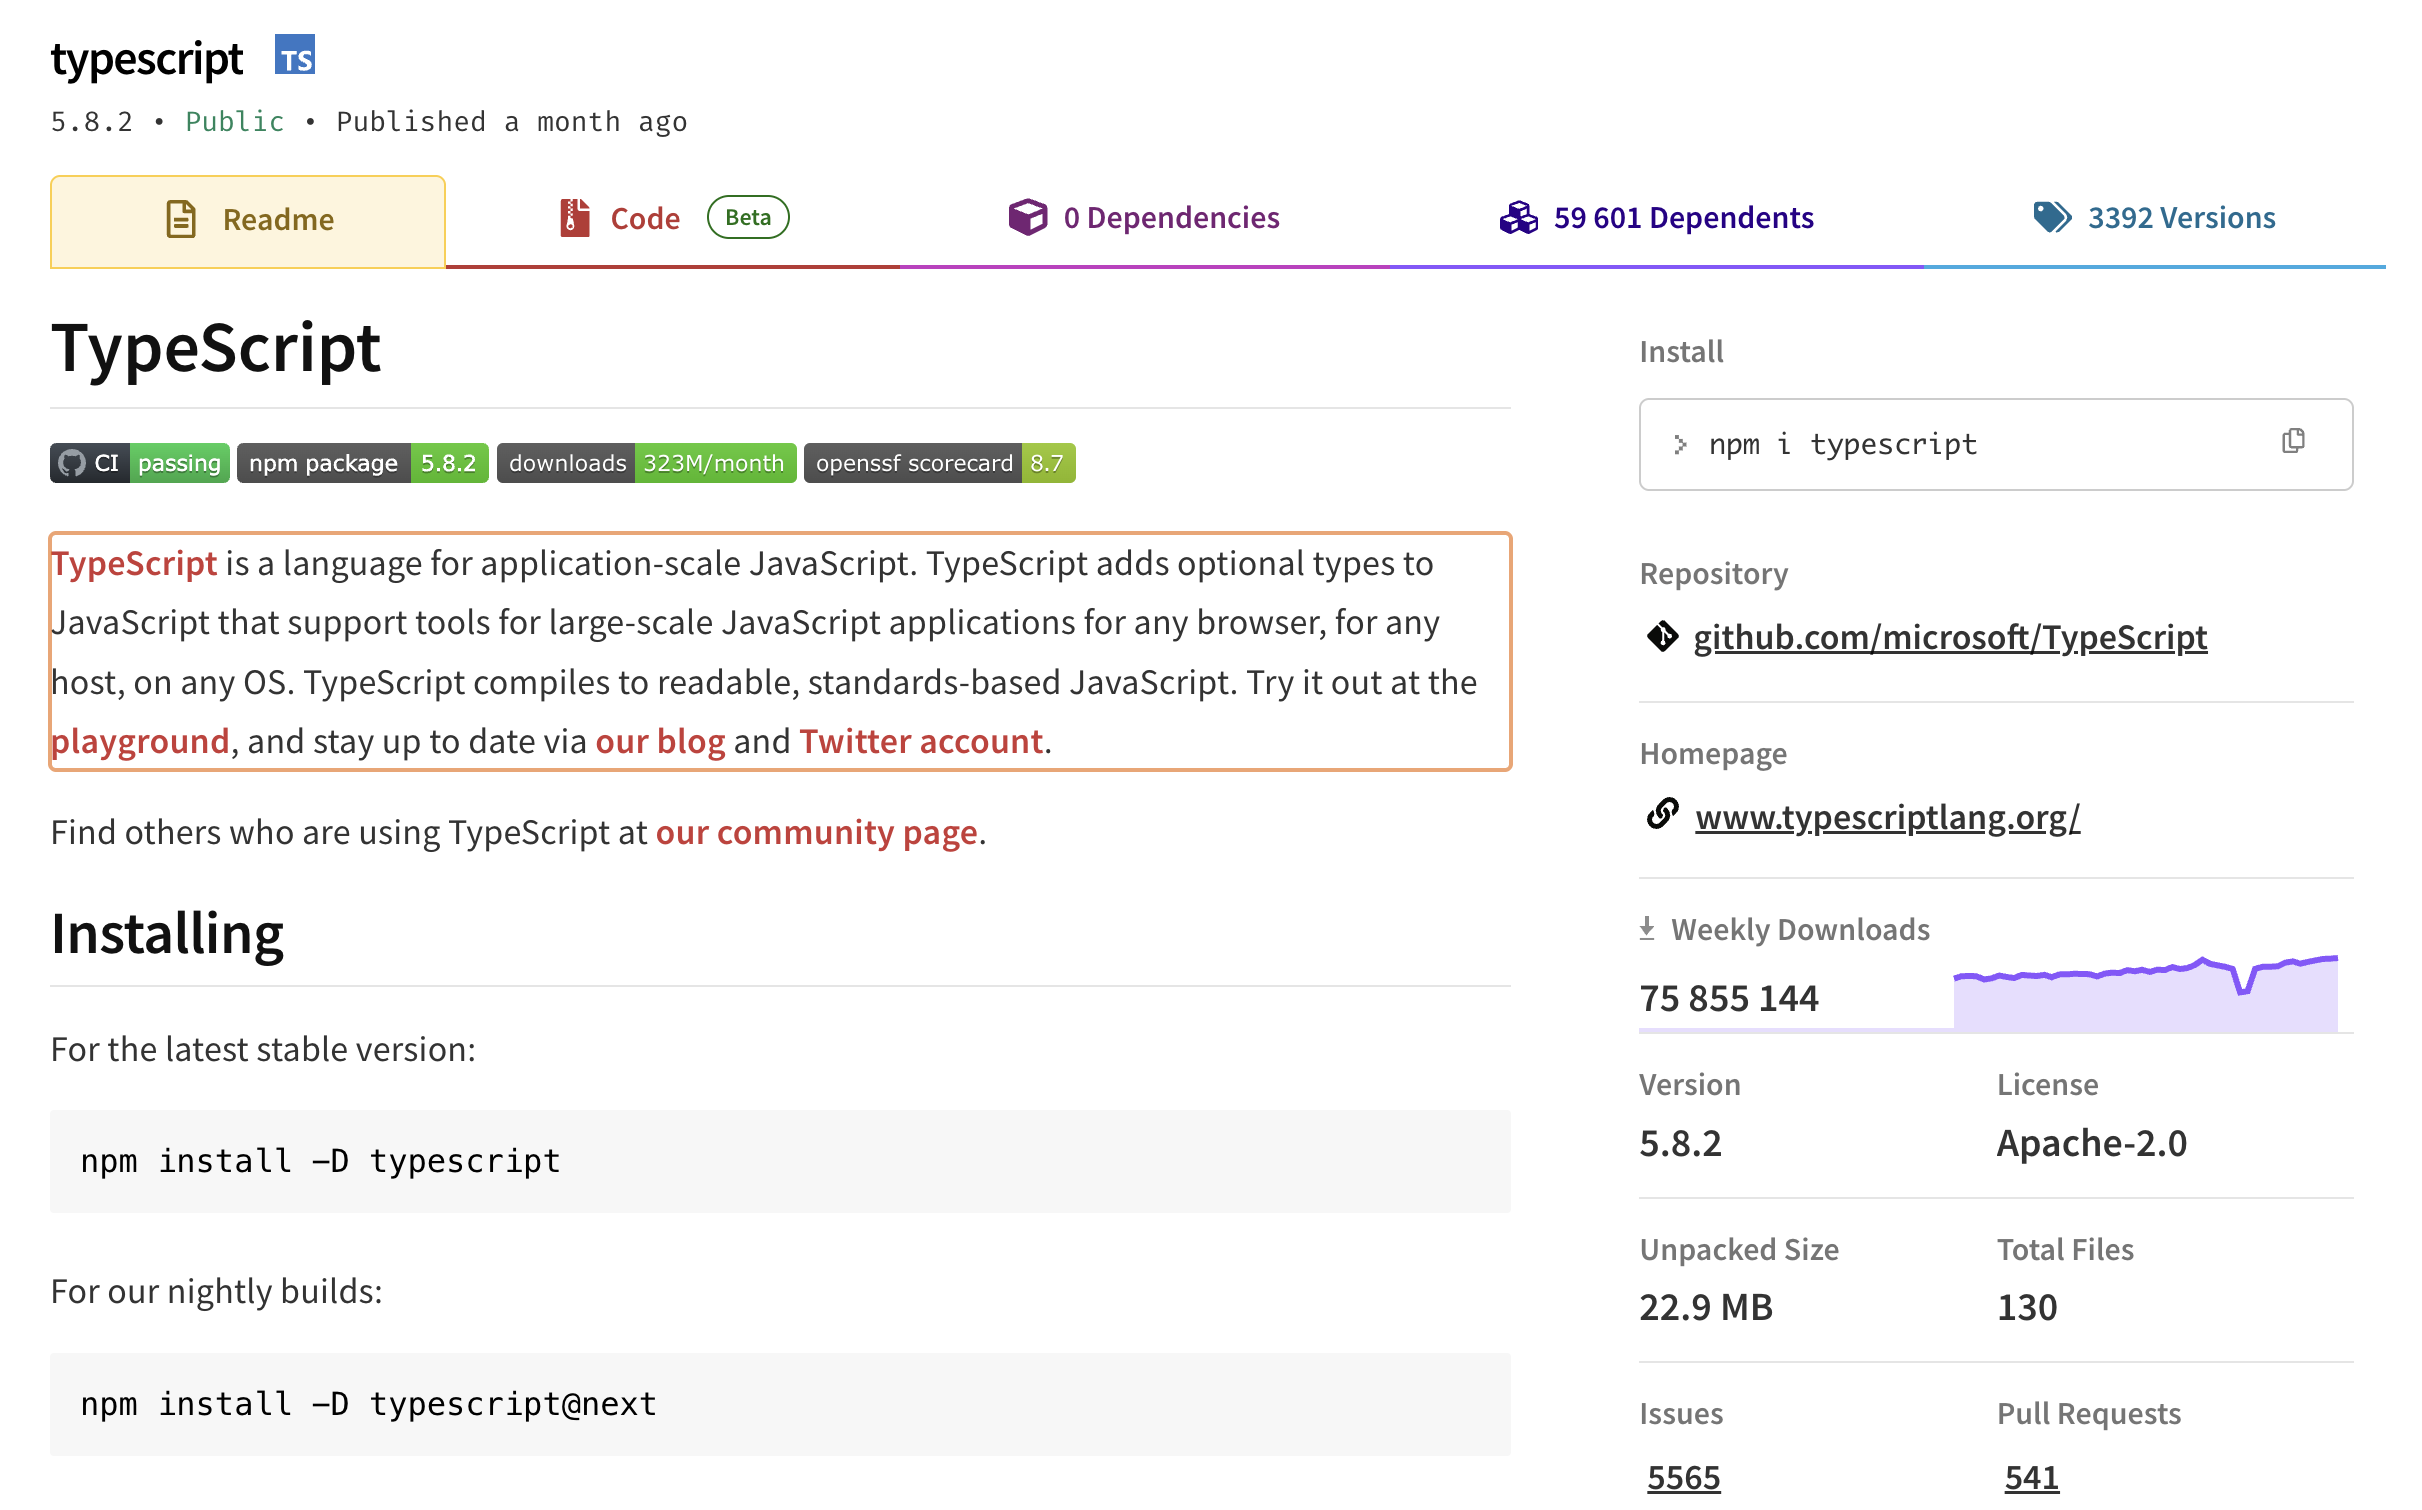 typescript TS
5.8.2 • Public • Published a month ago
Readme
Code Beta
0 Dependencies
59 601 Dependents
3392 Versions
TypeScript
CI passing npm package 5.8.2 downloads 323M/month openssf scorecard 8.7
TypeScript is a language for application-scale JavaScript. TypeScript adds optional types to
JavaScript that support tools for large-scale JavaScript applications for any browser, for any
host, on any OS. TypeScript compiles to readable, standards-based JavaScript. Try it out at the
playground, and stay up to date via our blog and Twitter account.
Find others who are using TypeScript at our community page.
Installing
For the latest stable version:
npm install -D typescript
For our nightly builds:
npm install -D typescript@next
Install
npm i typescript
Repository
github.com/microsoft/TypeScript
Homepage
www.typescriptlang.org/
Weekly Downloads
75 855 144
Version
5.8.2
License
Apache-2.0
Unpacked Size
22.9 MB
Total Files
130
Issues
5565
Pull Requests
541